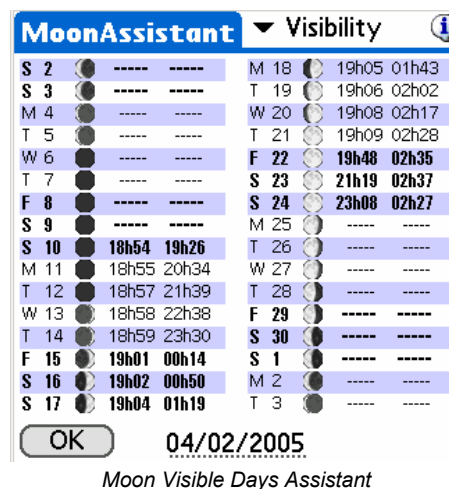 MoonAssistant Visibility
S 2 ----- -----
S 3 ----- -----
M 4 ----- -----
T 5 ----- -----
W 6 ----- -----
T 7 ----- -----
F 8 ----- -----
S 9 ----- -----
S 10 18h54 19h26
M 11 18h55 20h34
T 12 18h57 21h39
W 13 18h58 22h38
T 14 18h59 23h30
F 15 19h01 00h14
S 16 19h02 00h50
S 17 19h04 01h19
M 18 19h05 01h43
T 19 19h06 02h02
W 20 19h08 02h17
T 21 19h09 02h28
F 22 19h48 02h35
S 23 21h19 02h37
S 24 23h08 02h27
M 25 ----- -----
T 26 ----- -----
W 27 ----- -----
T 28 ----- -----
F 29 ----- -----
S 30 ----- -----
S 1 ----- -----
M 2 ----- -----
T 3 ----- -----
OK 04/02/2005
Moon Visible Days Assistant